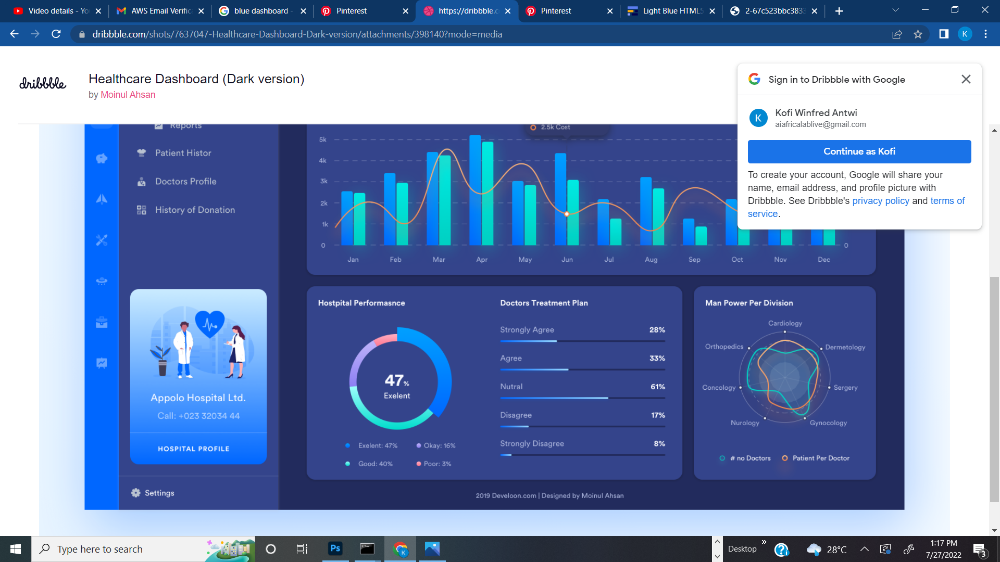 Video details - Yo
AWS Email Verific
blue dashboard -
Pinterest
https://dribbble.c
Pinterest
Light Blue HTML5
2-67c523bbc3833
dribbble.com/shots/7637047-Healthcare-Dashboard-Dark-version/attachments/398140?mode=media
K
dribbble
Healthcare Dashboard (Dark version)
by Moinul Ahsan
Sign in to Dribbble with Google
K
Kofi Winfred Antwi
aiafricalablive@gmail.com
Continue as Kofi
To create your account, Google will share your
name, email address, and profile picture with
Dribbble. See Dribbble's privacy policy and terms of
service.
Reports
Patient Histor
Doctors Profile
History of Donation
2.5k Cost
5k
4k
3k
2k
1k
0
0
Jan Feb Mar Apr May Jun Jul Aug Sep Oct Nov Dec
Appolo Hospital Ltd.
Call: +023 32034 44
HOSPITAL PROFILE
Settings
Hostpital Performasnce
47%
Exelent
Exelent: 47%
Okay: 16%
Good: 40%
Poor: 3%
Doctors Treatment Plan
Strongly Agree 28%
Agree 33%
Nutral 61%
Disagree 17%
Strongly Disagree 8%
Man Power Per Division
Cardiology
Orthopedics
Dermetology
Concology
Sergery
Nurology
Gynocology
# no Doctors
Patient Per Doctor
2019 Develoon.com | Designed by Moinul Ahsan
Type here to search
Ps
K
Desktop
28°C
1:17 PM
7/27/2022
3